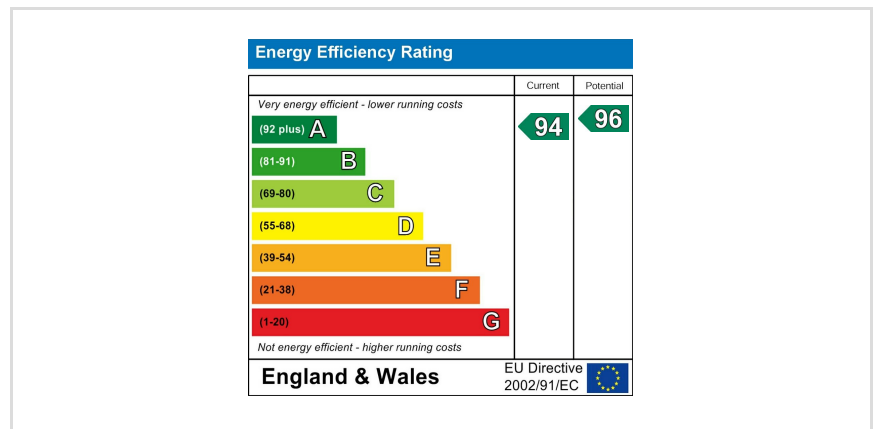 Energy Efficiency Rating
Current Potential
Very energy efficient - lower running costs
(92 plus) A
94
96
(81-91) B
(69-80) C
(55-68) D
(39-54) E
(21-38) F
(1-20) G
Not energy efficient - higher running costs
England & Wales
EU Directive
2002/91/EC